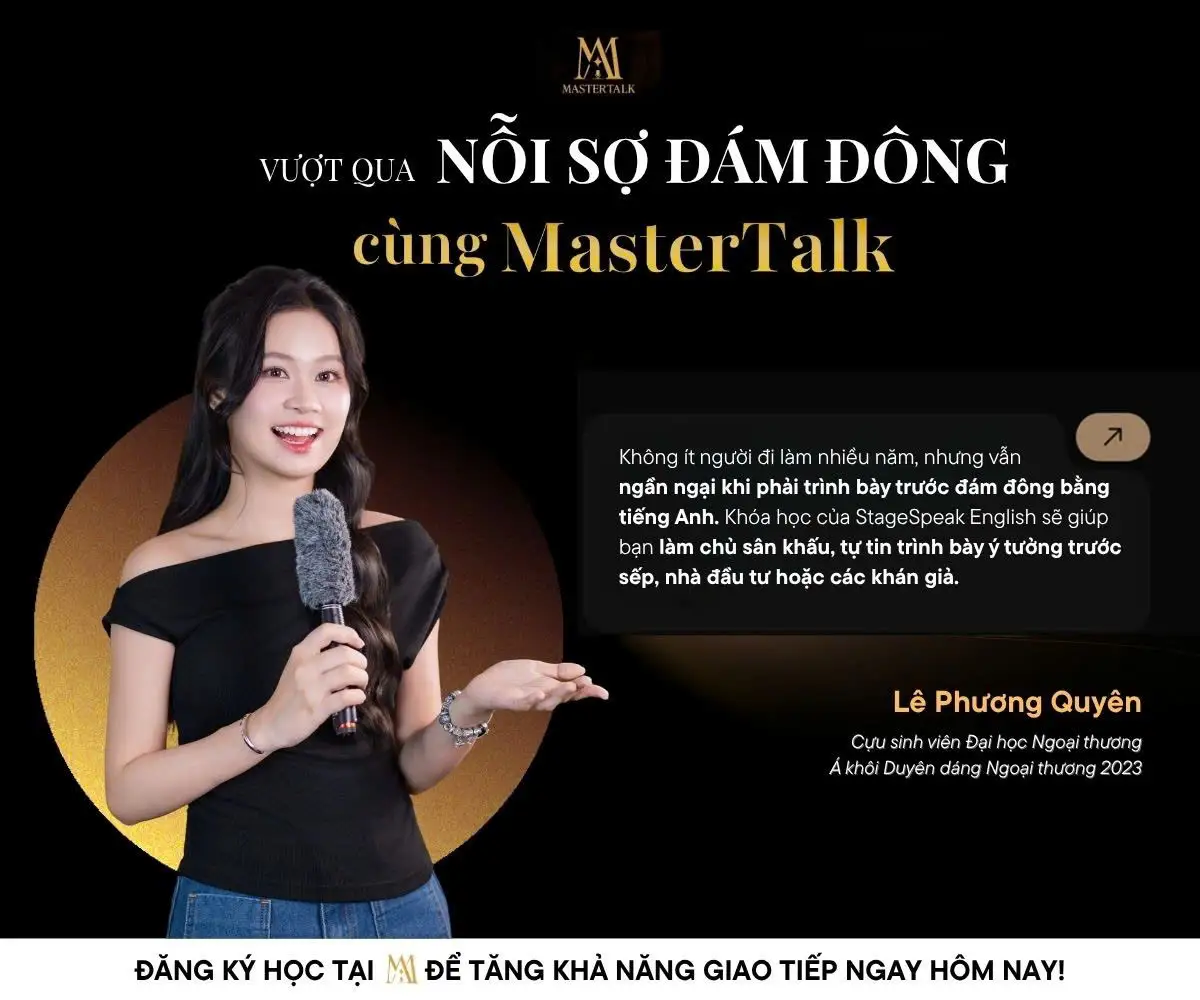 MASTERTALK
VƯỢT QUA NỖI SỢ ĐÁM ĐÔNG
cùng MasterTalk
Không ít người đi làm nhiều năm, nhưng vẫn
ngần ngại khi phải trình bày trước đám đông bằng
tiếng Anh. Khóa học của StageSpeak English sẽ giúp
bạn làm chủ sân khấu, tự tin trình bày ý tưởng trước
sếp, nhà đầu tư hoặc các khán giả.
Lê Phương Quyên
Cựu sinh viên Đại học Ngoại thương
Á khôi Duyên dáng Ngoại thương 2023
ĐĂNG KÝ HỌC TẠI ĐỂ TĂNG KHẢ NĂNG GIAO TIẾP NGAY HÔM NAY!